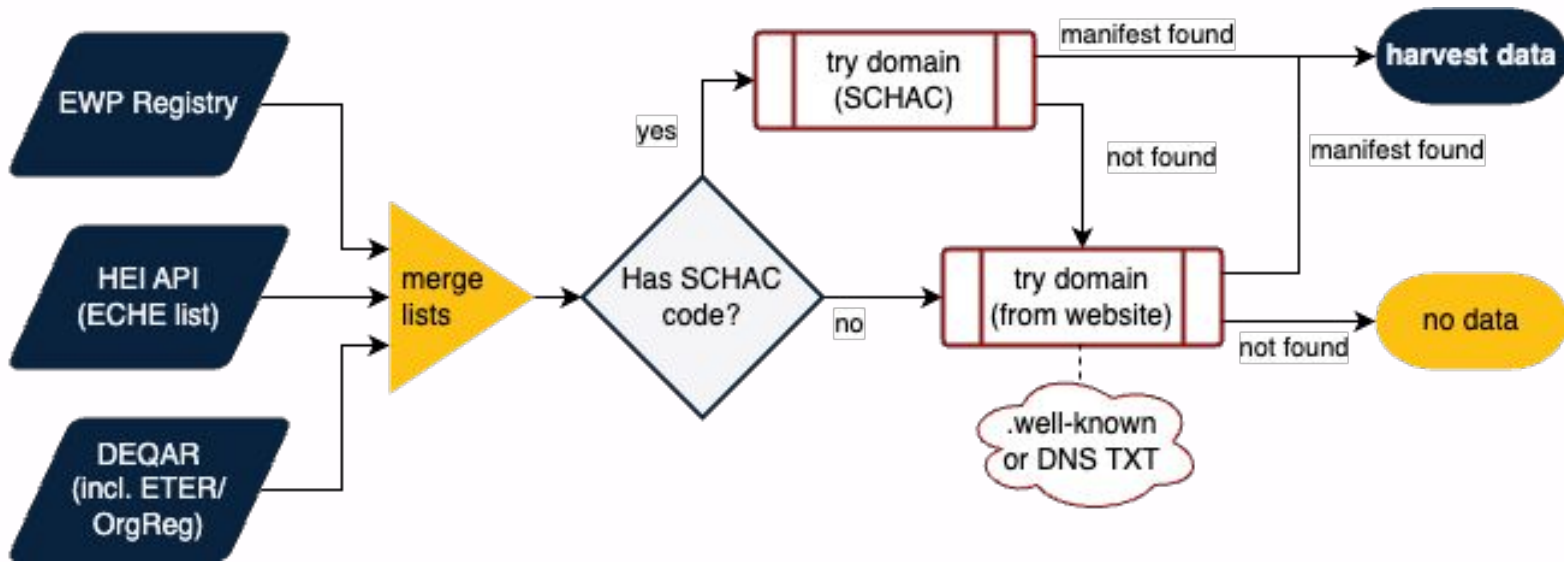 EWP Registry
HEI API
(ECHE list)
DEQAR
(incl. ETER/
OrgReg)
merge
lists
Has SCHAC
code?
yes
no
try domain
(SCHAC)
manifest found
not found
harvest data
manifest found
try domain
(from website)
not found
no data
.well-known
or DNS TXT